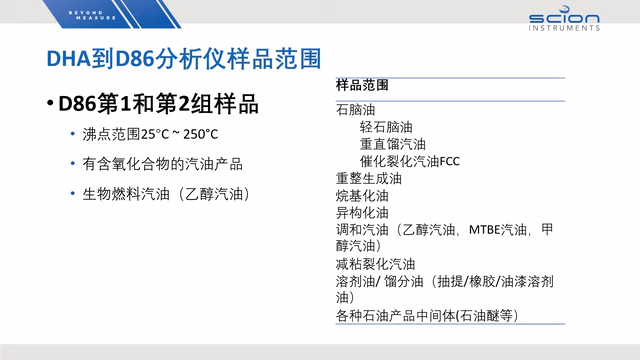 BEYOND
MEASURE
scion
INSTRUMENTS
DHA到D86分析仪样品范围
• D86第1和第2组样品
• 沸点范围25°C ~ 250°C
• 有含氧化合物的汽油产品
• 生物燃料汽油（乙醇汽油）
样品范围
石脑油
轻石脑油
重直馏汽油
催化裂化汽油FCC
重整生成油
烷基化油
异构化油
调和汽油（乙醇汽油，MTBE汽油，甲
醇汽油）
减粘裂化汽油
溶剂油/ 馏分油（抽提/橡胶/油漆溶剂
油）
各种石油产品中间体(石油醚等）